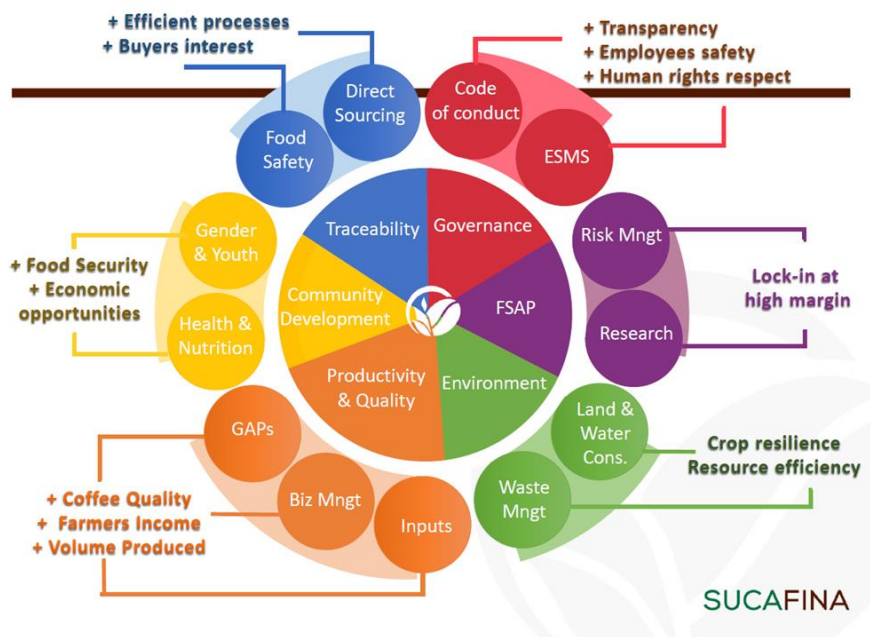 + Efficient processes
+ Buyers interest
+ Transparency
+ Employees safety
+ Human rights respect
Direct
Sourcing
Food
Safety
Code
of conduct
ESMS
Traceability
Governance
Gender
& Youth
Health &
Nutrition
+ Food Security
+ Economic
opportunities
Community
Development
FSAP
Risk Mngt
Research
Lock-in at
high margin
Productivity
& Quality
Environment
GAPs
Biz Mngt
Inputs
+ Coffee Quality
+ Farmers Income
+ Volume Produced
Land &
Water
Cons.
Waste
Mngt
Crop resilience
Resource efficiency
SUCAFINA